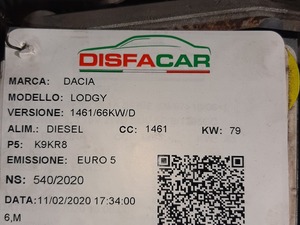 DISFACAR
MARCA: DACIA
MODELLO: LODGY
VERSIONE: 1461/66KW/D
ALIM.: DIESEL CC: 1461 KW: 79
P5: K9KR8
EMISSIONE: EURO 5
NS: 540/2020
DATA:11/02/2020 17:34:00
6,M